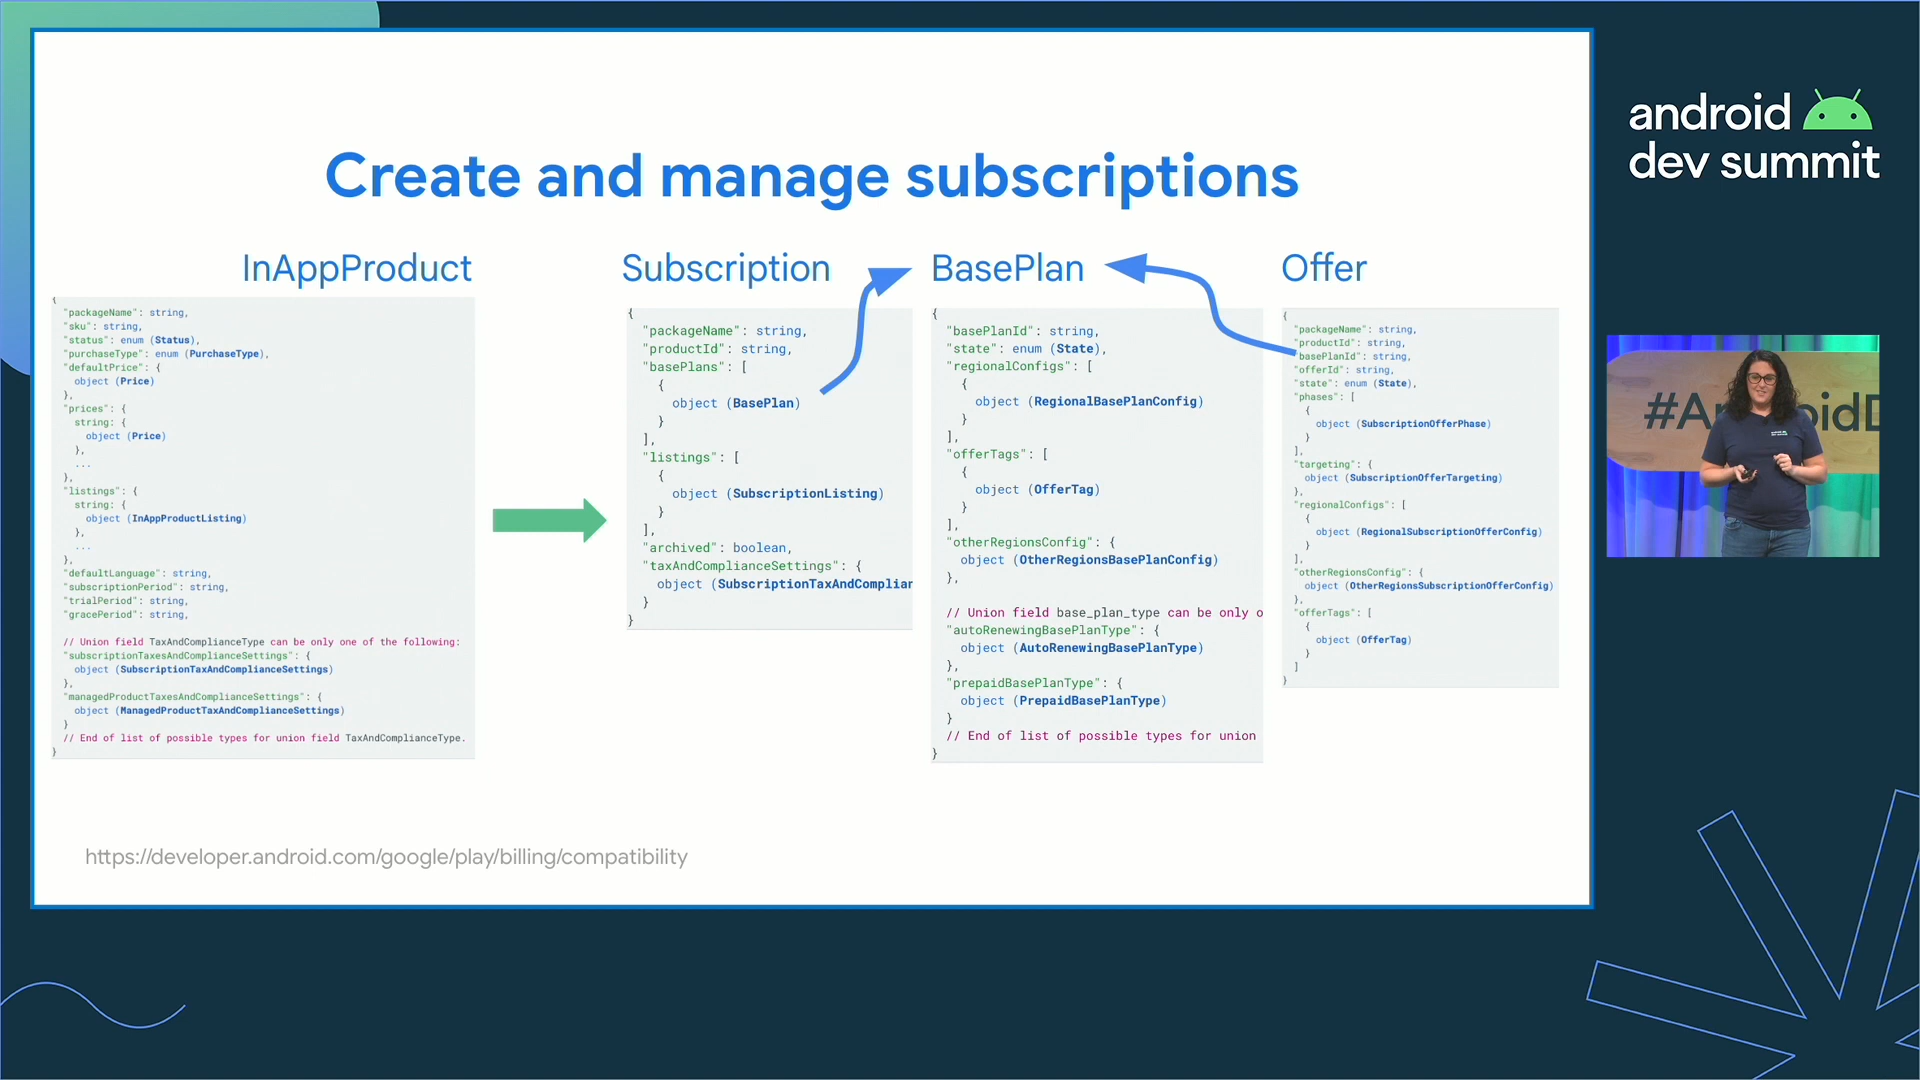 Create and manage subscriptions
InAppProduct
{
"packageName": string,
"sku": string,
"status": enum (Status),
"purchaseType": enum (PurchaseType),
"defaultPrice": {
object (Price)
},
"prices": {
string: {
object (Price)
},
...
},
"listings": {
string: {
object (InAppProductListing)
},
...
},
"defaultLanguage": string,
"subscriptionPeriod": string,
"trialPeriod": string,
"gracePeriod": string,
// Union field TaxAndComplianceType can be only one of the following:
"subscriptionTaxesAndComplianceSettings": {
object (SubscriptionTaxAndComplianceSettings)
},
"managedProductTaxesAndComplianceSettings": {
object (ManagedProductTaxAndComplianceSettings)
}
// End of list of possible types for union field TaxAndComplianceType.
}
Subscription
{
"packageName": string,
"productId": string,
"basePlans": [
{
object (BasePlan)
}
],
"listings": [
{
object (SubscriptionListing)
}
],
"archived": boolean,
"taxAndComplianceSettings": {
object (SubscriptionTaxAndComplian
}
}
BasePlan
{
"basePlanId": string,
"state": enum (State),
"regionalConfigs": [
{
object (RegionalBasePlanConfig)
}
],
"offerTags": [
{
object (OfferTag)
}
],
"otherRegionsConfig": {
object (OtherRegionsBasePlanConfig)
},
// Union field base_plan_type can be only o
"autoRenewingBasePlanType": {
object (AutoRenewingBasePlanType)
},
"prepaidBasePlanType": {
object (PrepaidBasePlanType)
}
// End of list of possible types for union
}
Offer
{
"packageName": string,
"productId": string,
"basePlanId": string,
"offerId": string,
"state": enum (State),
"phases": [
{
object (SubscriptionOfferPhase)
}
],
"targeting": {
object (SubscriptionOfferTargeting)
},
"regionalConfigs": [
{
object (RegionalSubscriptionOfferConfig)
}
],
"otherRegionsConfig": {
object (OtherRegionsSubscriptionOfferConfig)
},
"offerTags": [
{
object (OfferTag)
}
]
}
https://developer.android.com/google/play/billing/compatibility
android
dev summit
#A oidD